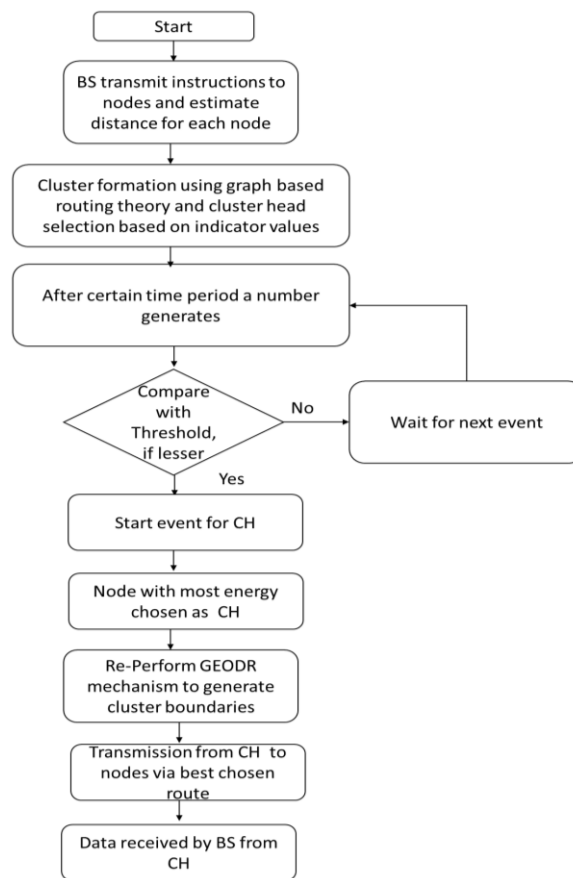 Start
BS transmit instructions to
nodes and estimate
distance for each node
Cluster formation using graph based
routing theory and cluster head
selection based on indicator values
After certain time period a number
generates
Compare
with
Threshold,
if lesser
No
Wait for next event
Yes
Start event for CH
Node with most energy
chosen as CH
Re-Perform GEODR
mechanism to generate
cluster boundaries
Transmission from CH to
nodes via best chosen
route
Data received by BS from
CH